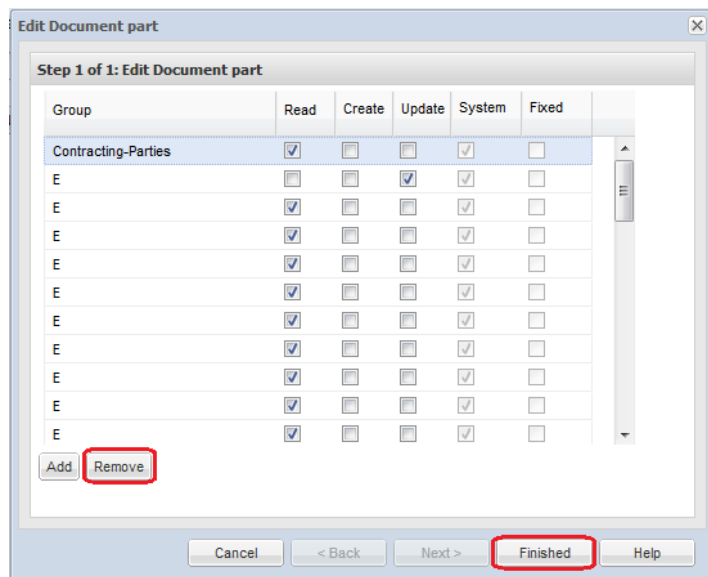 Edit Document part
Step 1 of 1: Edit Document part
Group Read Create Update System Fixed
Contracting-Parties
E
E
E
E
E
E
E
E
E
E
Add Remove
Cancel < Back Next > Finished Help